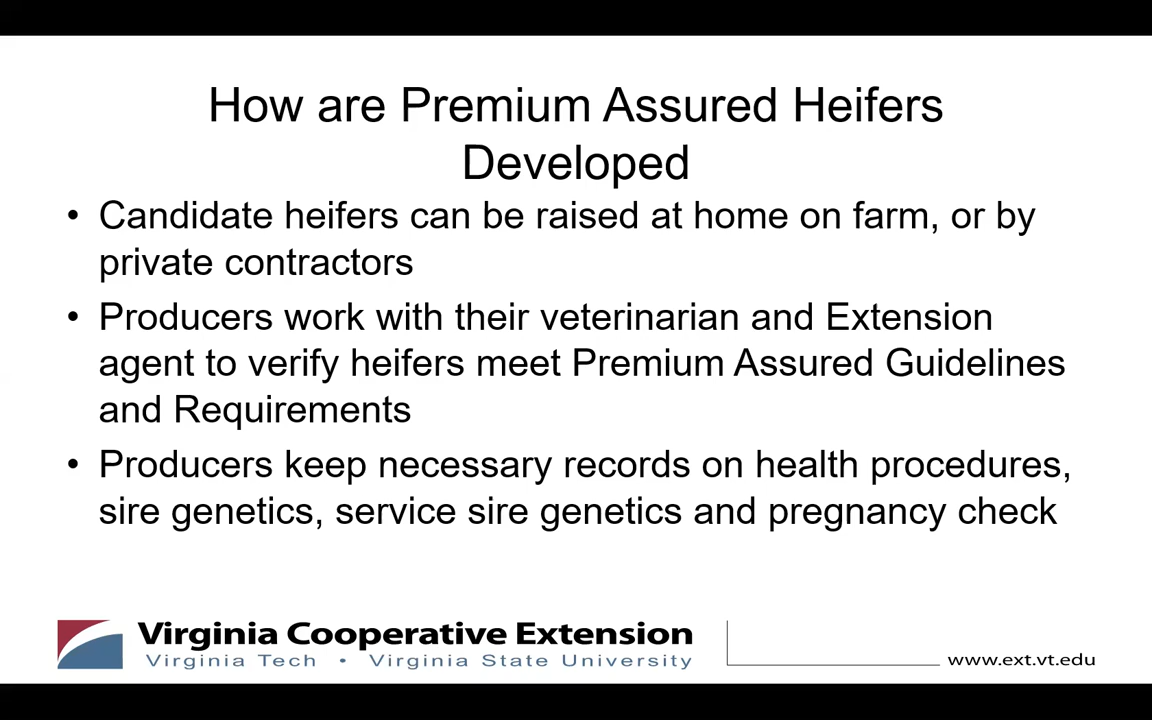 How are Premium Assured Heifers
Developed
• Candidate heifers can be raised at home on farm, or by
private contractors
• Producers work with their veterinarian and Extension
agent to verify heifers meet Premium Assured Guidelines
and Requirements
• Producers keep necessary records on health procedures,
sire genetics, service sire genetics and pregnancy check
Virginia Cooperative Extension
Virginia Tech • Virginia State University
www.ext.vt.edu